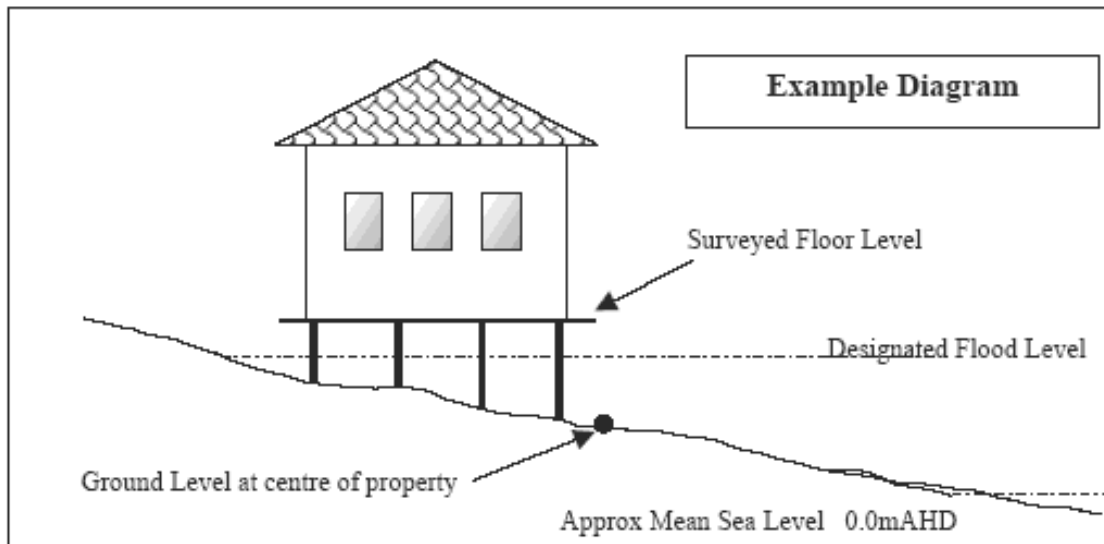 Example Diagram
Surveyed Floor Level
Designated Flood Level
Ground Level at centre of property
Approx Mean Sea Level 0.0mAHD